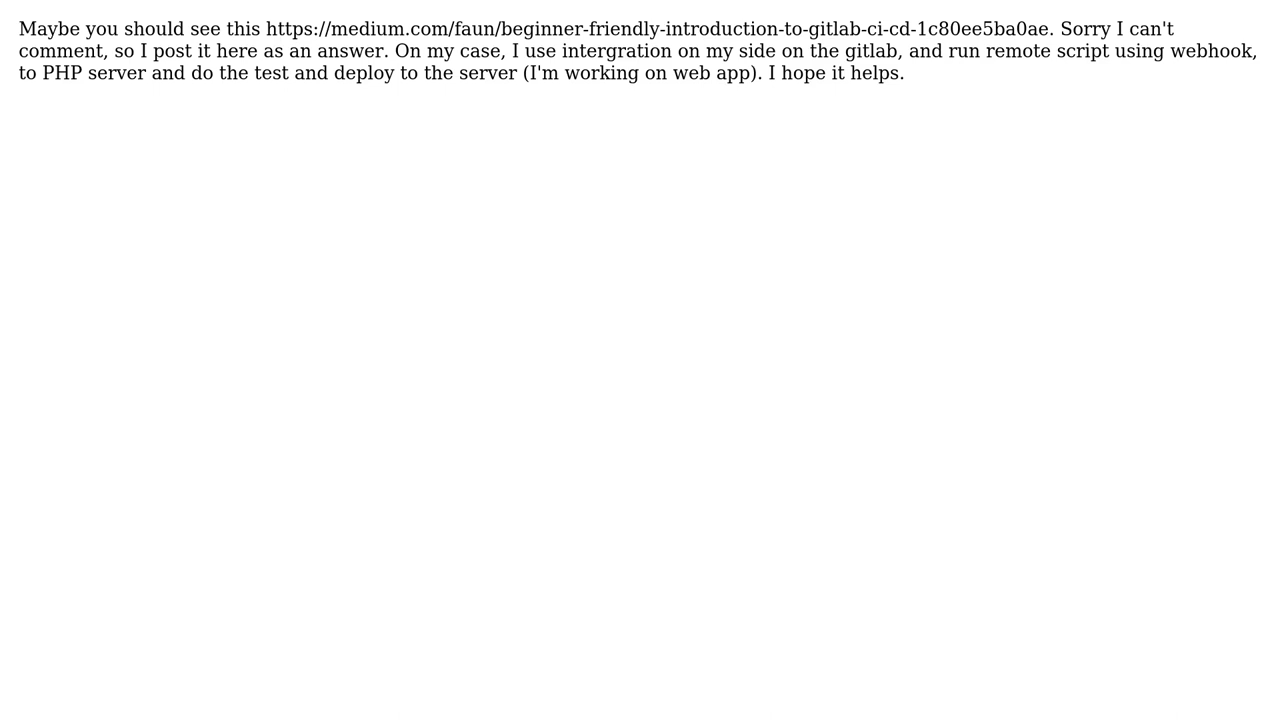 Maybe you should see this https://medium.com/faun/beginner-friendly-introduction-to-gitlab-ci-cd-1c80ee5ba0ae. Sorry I can't
comment, so I post it here as an answer. On my case, I use intergration on my side on the gitlab, and run remote script using webhook,
to PHP server and do the test and deploy to the server (I'm working on web app). I hope it helps.